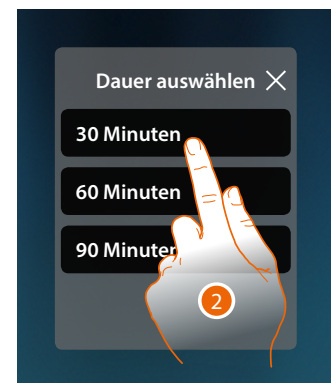 Dauer auswählen
30 Minuten
60 Minuten
90 Minuten
2